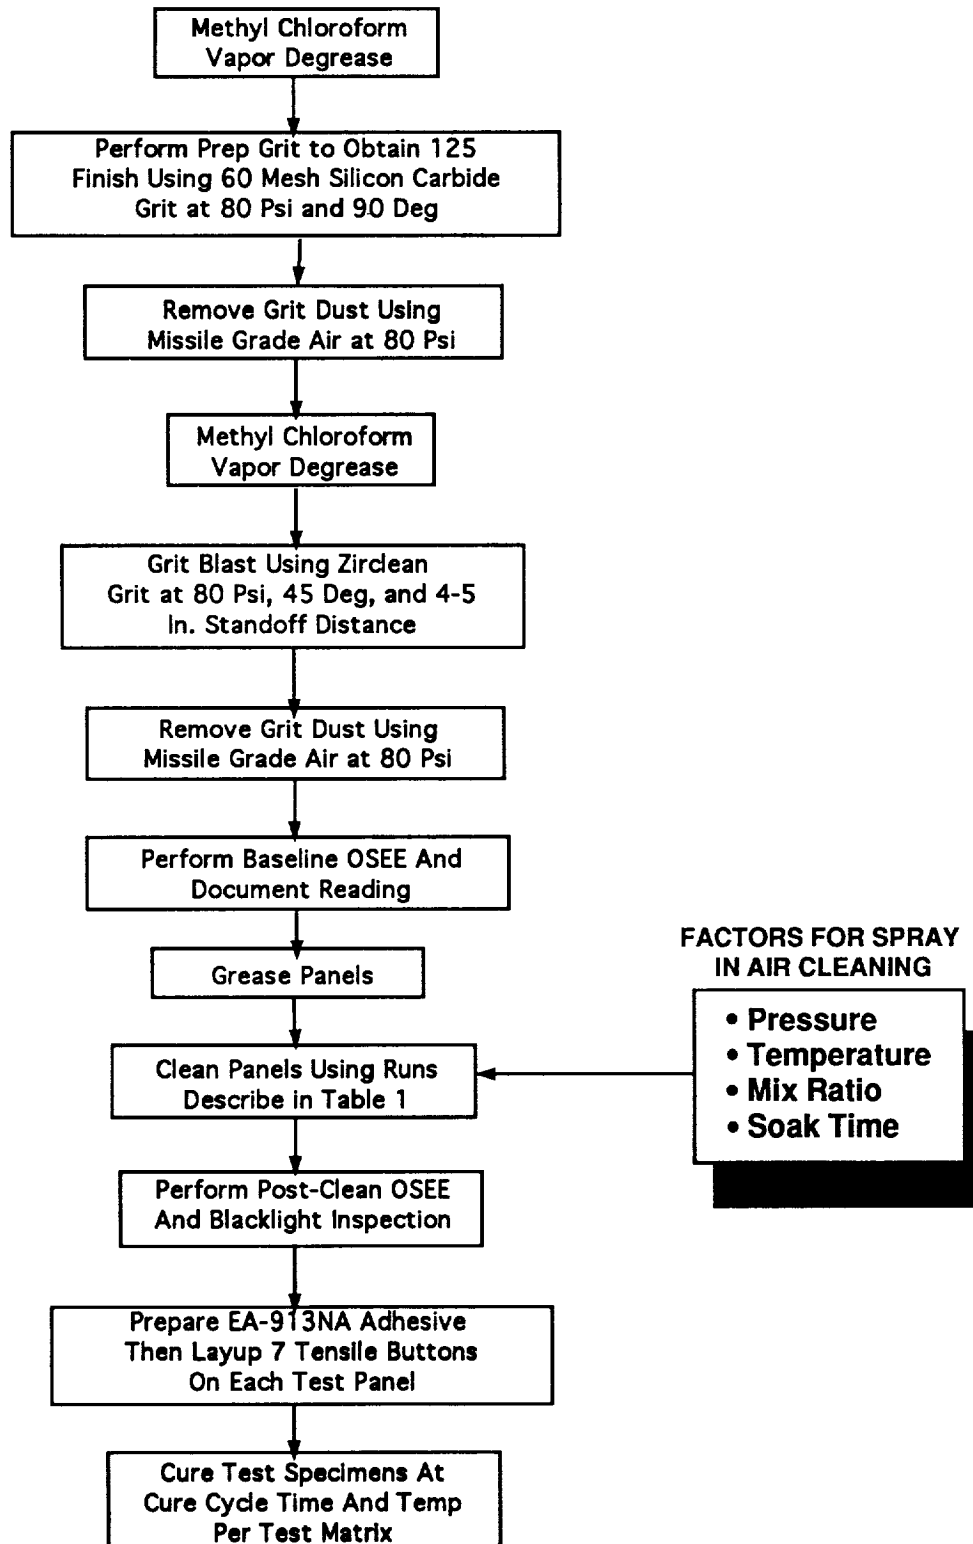 Methyl Chloroform
Vapor Degrease
Perform Prep Grit to Obtain 125
Finish Using 60 Mesh Silicon Carbide
Grit at 80 Psi and 90 Deg
Remove Grit Dust Using
Missile Grade Air at 80 Psi
Methyl Chloroform
Vapor Degrease
Grit Blast Using Zirclean
Grit at 80 Psi, 45 Deg, and 4-5
In. Standoff Distance
Remove Grit Dust Using
Missile Grade Air at 80 Psi
Perform Baseline OSEE And
Document Reading
Grease Panels
Clean Panels Using Runs
Describe in Table 1
FACTORS FOR SPRAY
IN AIR CLEANING
• Pressure
• Temperature
• Mix Ratio
• Soak Time
Perform Post-Clean OSEE
And Blacklight Inspection
Prepare EA-913NA Adhesive
Then Layup 7 Tensile Buttons
On Each Test Panel
Cure Test Specimens At
Cure Cycle Time And Temp
Per Test Matrix